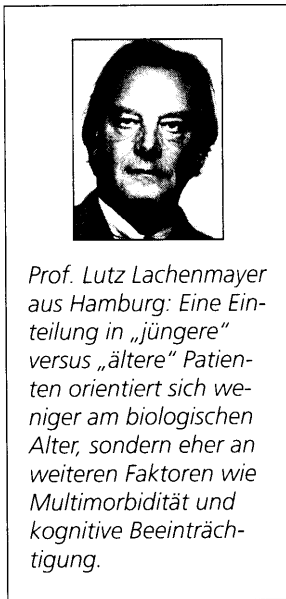 Prof. Lutz Lachenmayer
aus Hamburg: Eine Ein-
teilung in „jüngere“
versus „ältere“ Patien-
ten orientiert sich we-
niger am biologischen
Alter, sondern eher an
weiteren Faktoren wie
Multimorbidität und
kognitive Beeinträch-
tigung.